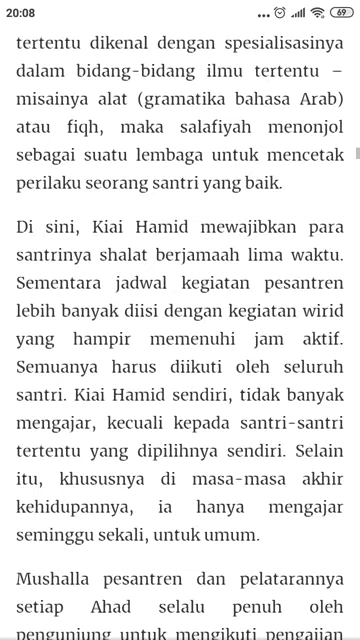 20:08
69
tertentu dikenal dengan spesialisasinya
dalam bidang-bidang ilmu tertentu –
misainya alat (gramatika bahasa Arab)
atau fiqh, maka salafiyah menonjol
sebagai suatu lembaga untuk mencetak
perilaku seorang santri yang baik.
Di sini, Kiai Hamid mewajibkan para
santrinya shalat berjamaah lima waktu.
Sementara jadwal kegiatan pesantren
lebih banyak diisi dengan kegiatan wirid
yang hampir memenuhi jam aktif.
Semuanya harus diikuti oleh seluruh
santri. Kiai Hamid sendiri, tidak banyak
mengajar, kecuali kepada santri-santri
tertentu yang dipilihnya sendiri. Selain
itu, khususnya di masa-masa akhir
kehidupannya, ia hanya mengajar
seminggu sekali, untuk umum.
Mushalla pesantren dan pelatarannya
setiap Ahad selalu penuh oleh
pengunjung untuk mengikuti pengajian